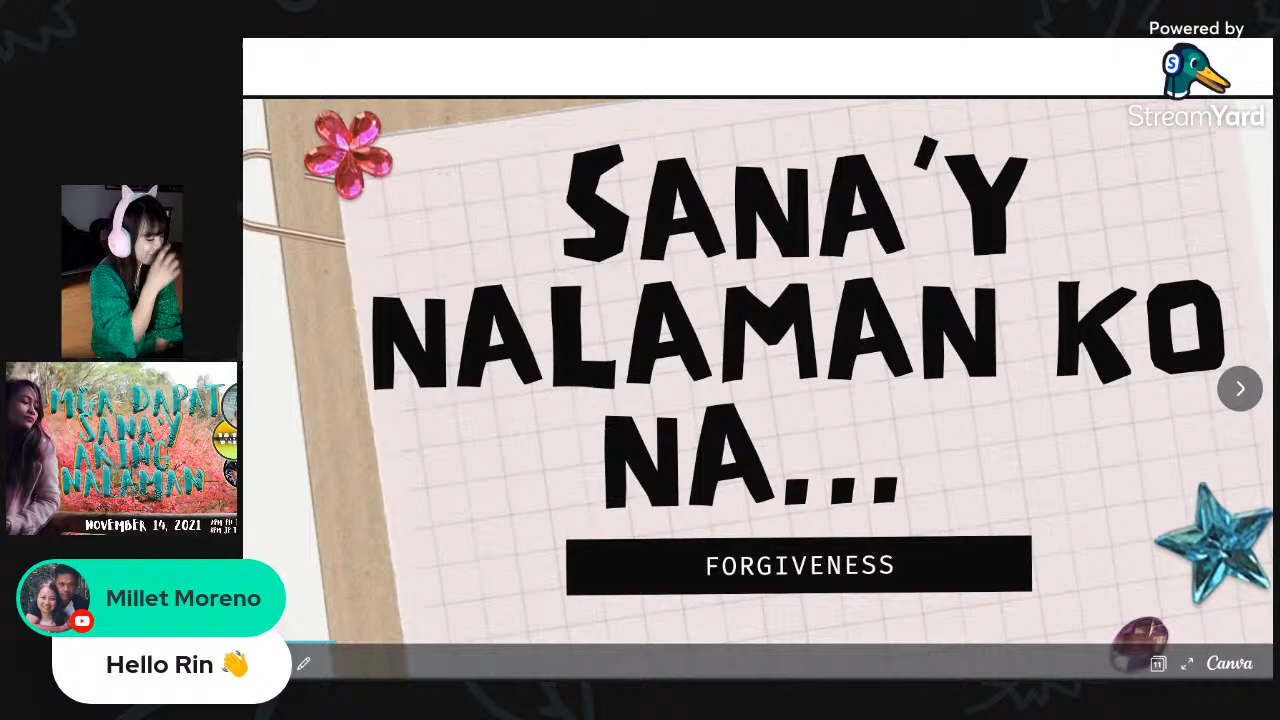 Powered by
StreamYard
SANA'Y
NALAMAN KO
NA...
FORGIVENESS
MGA DAPAT
SANA'Y
AKING
NALAMAN
NOVEMBER 14, 2021
Millet Moreno
Hello Rin 👋
11
Canva